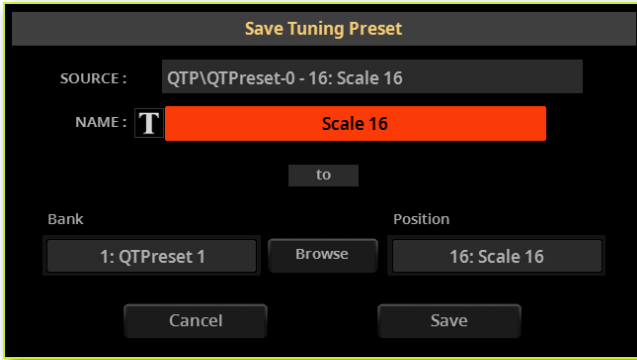 Save Tuning Preset
SOURCE : QTP\QTPreset-0 - 16: Scale 16
NAME : T Scale 16
to
Bank Position
1: QTPreset 1 Browse 16: Scale 16
Cancel Save